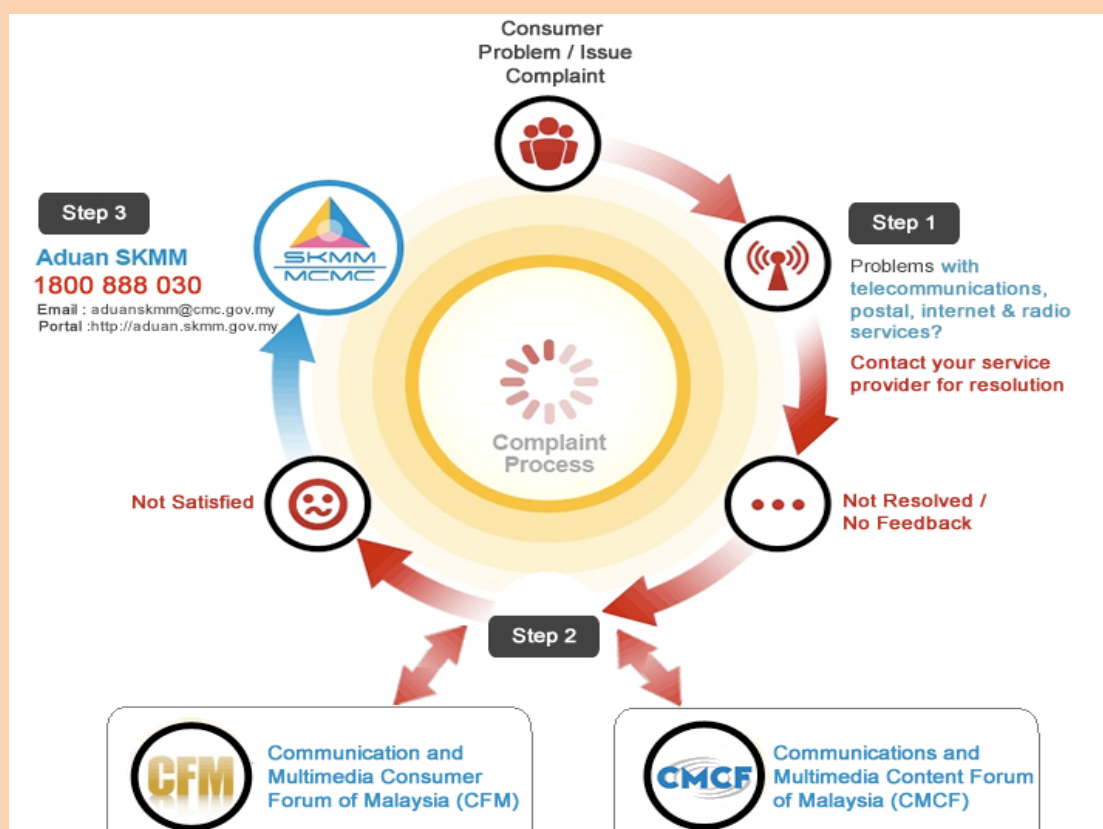 Consumer
Problem / Issue
Complaint
Step 1
Problems with
telecommunications,
postal, internet & radio
services?
Contact your service
provider for resolution
Not Resolved /
No Feedback
Step 2
Communication and
Multimedia Consumer
Forum of Malaysia (CFM)
CFM
Communications and
Multimedia Content Forum
of Malaysia (CMCF)
CMCF
Not Satisfied
Step 3
Aduan SKMM
1800 888 030
Email : aduanskmm@cmc.gov.my
Portal :http://aduan.skmm.gov.my
SKMM
MCMC
Complaint
Process